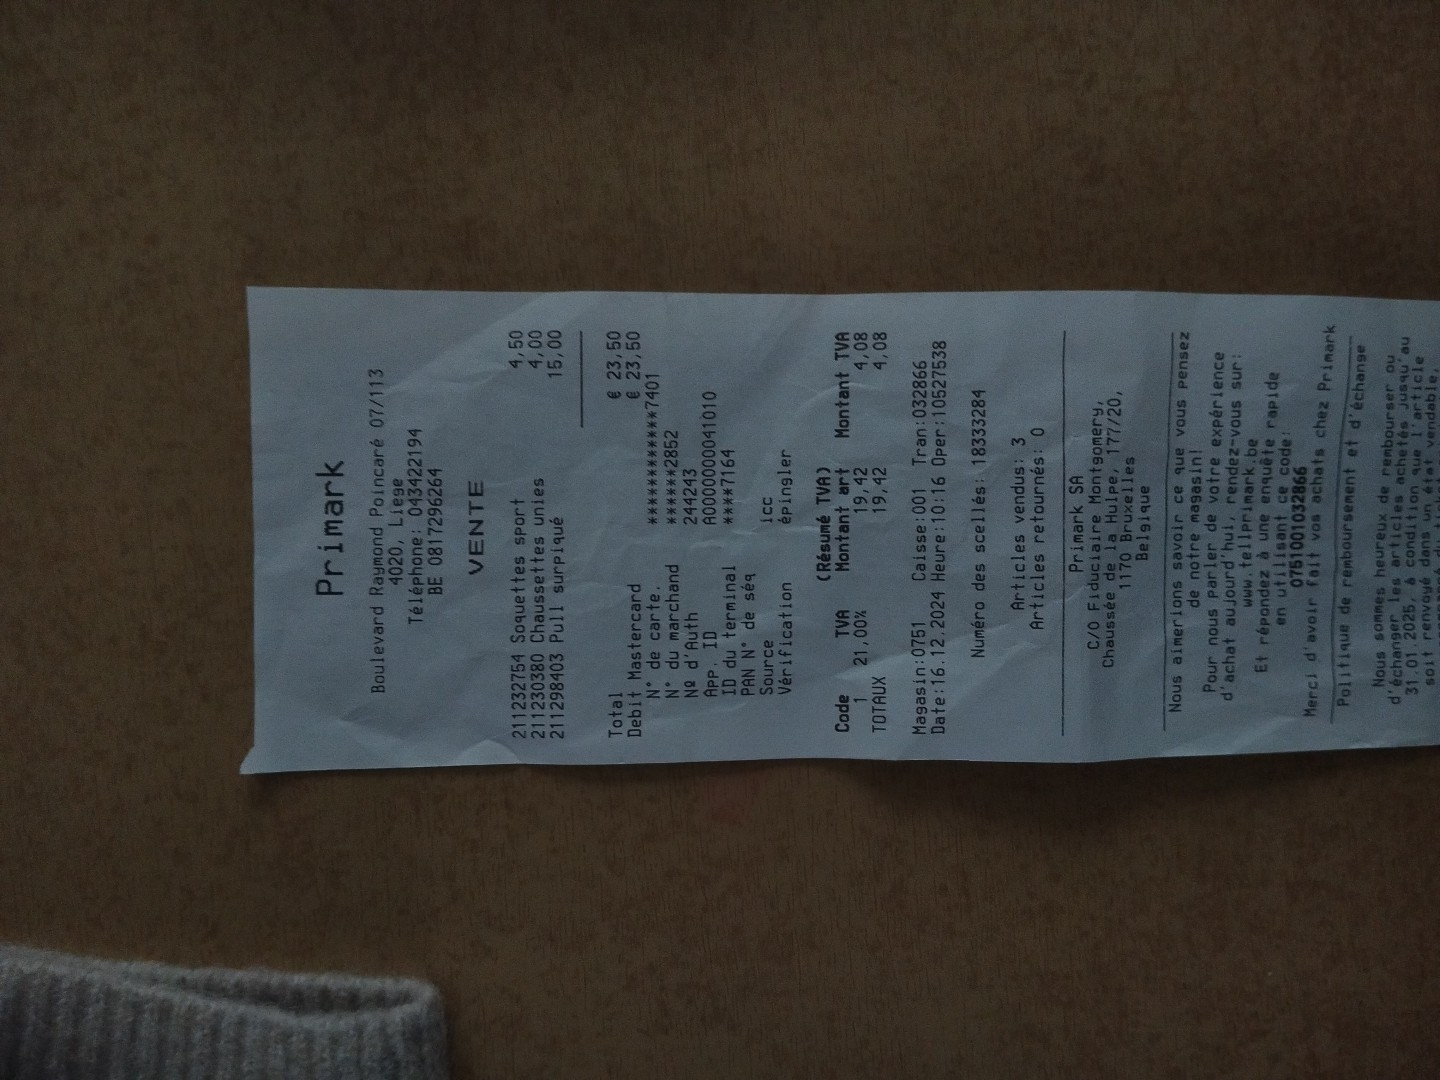 Primark
Boulevard Raymond Poincaré 07/113
4020, Liege
Téléphone: 043422194
BE 0817296264
VENTE
211232754 Soquettes sport 4,50
211230380 Chaussettes unies 4,00
211298403 Pull surpiqué 15,00
Total € 23,50
Debit Mastercard € 23,50
N° de carte. ************7401
N° du marchand ******2852
Nº d'Auth 244243
App. ID A0000000041010
ID du terminal ****7164
PAN N° de séq
Source icc
Vérification épingler
(Résumé TVA)
Code TVA Montant art Montant TVA
1 21,00% 19,42 4,08
TOTAUX 19,42 4,08
Magasin:0751 Caisse:001 Tran:032866
Date:16.12.2024 Heure:10:16 Oper:10527538
Numéro des scellés: 18333284
Articles vendus: 3
Articles retournés: 0
Primark SA
C/O Fiduciaire Montgomery,
Chaussée de la Hulpe, 177/20,
1170 Bruxelles
Belgique
Nous aimerions savoir ce que vous pensez
de notre magasin!
Pour nous parler de votre expérience
d'achat aujourd'hui, rendez-vous sur:
www.tellprimark.be
Et répondez à une enquête rapide
en utilisant ce code:
0751001032866
Merci d'avoir fait vos achats chez Primark
Politique de remboursement et d'échange
Nous sommes heureux de rembourser ou
d'échanger les articles achetés jusqu'au
31.01.2025, à condition que l'article
soit renvoyé dans un état vendable,